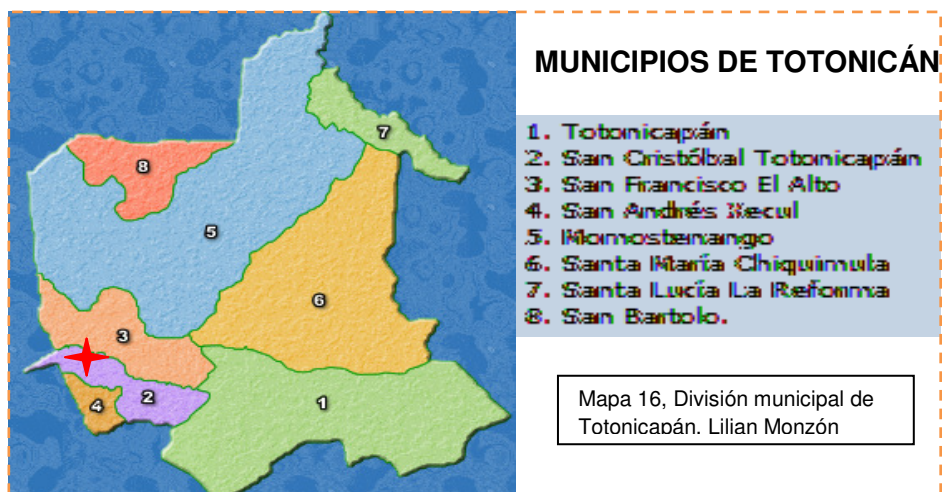 MUNICIPIOS DE TOTONICÁN
1. Totonicapán
2. San Cristólbal Totonicapán
3. San Francisco El Alto
4. San Andrés Xecul
5. Momostenango
6. Santa María Chiquimula
7. Santa Lucía La Reforma
8. San Bartolo.
7
8
5
6
3
4
2
1
Mapa 16, División municipal de
Totonicapán. Lilian Monzón